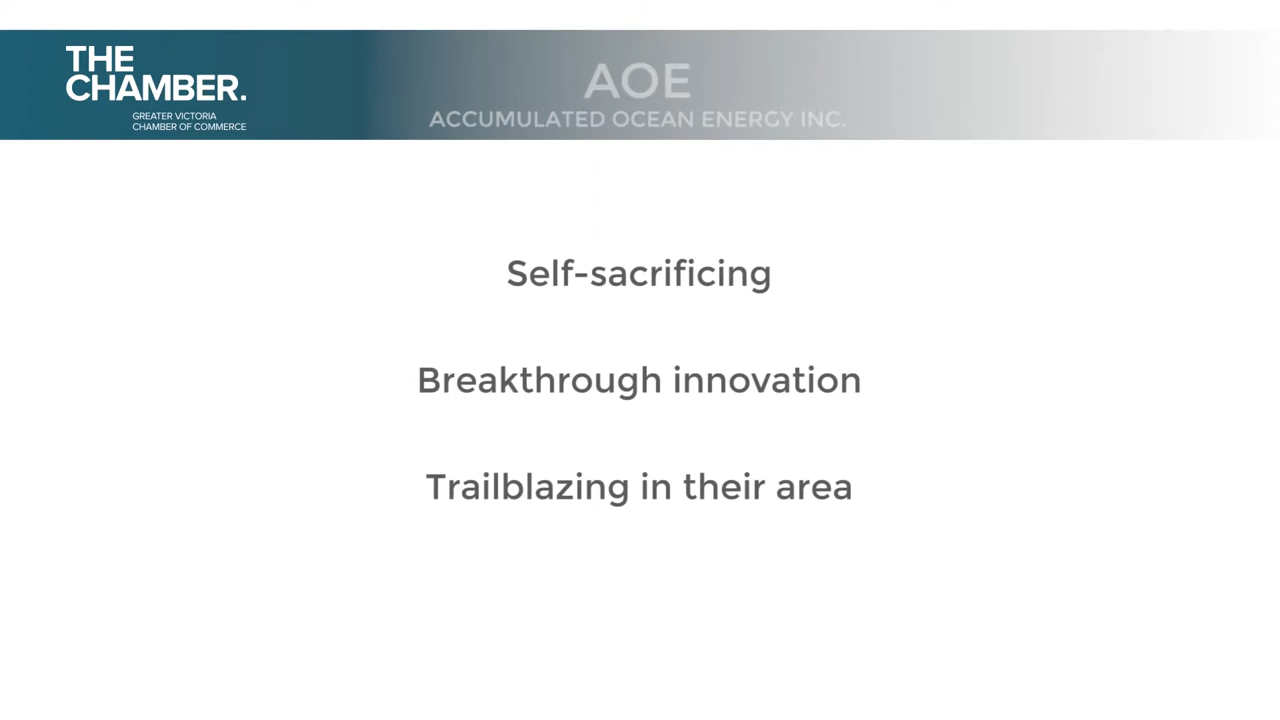 THE
CHAMBER.
GREATER VICTORIA
CHAMBER OF COMMERCE
AOE
ACCUMULATED OCEAN ENERGY INC.
Self-sacrificing
Breakthrough innovation
Trailblazing in their area